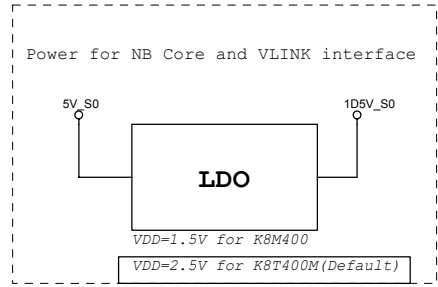 Power for NB Core and VLINK interface
5V_S0
1D5V_S0
LDO
VDD=1.5V for K8M400
VDD=2.5V for K8T400M(Default)